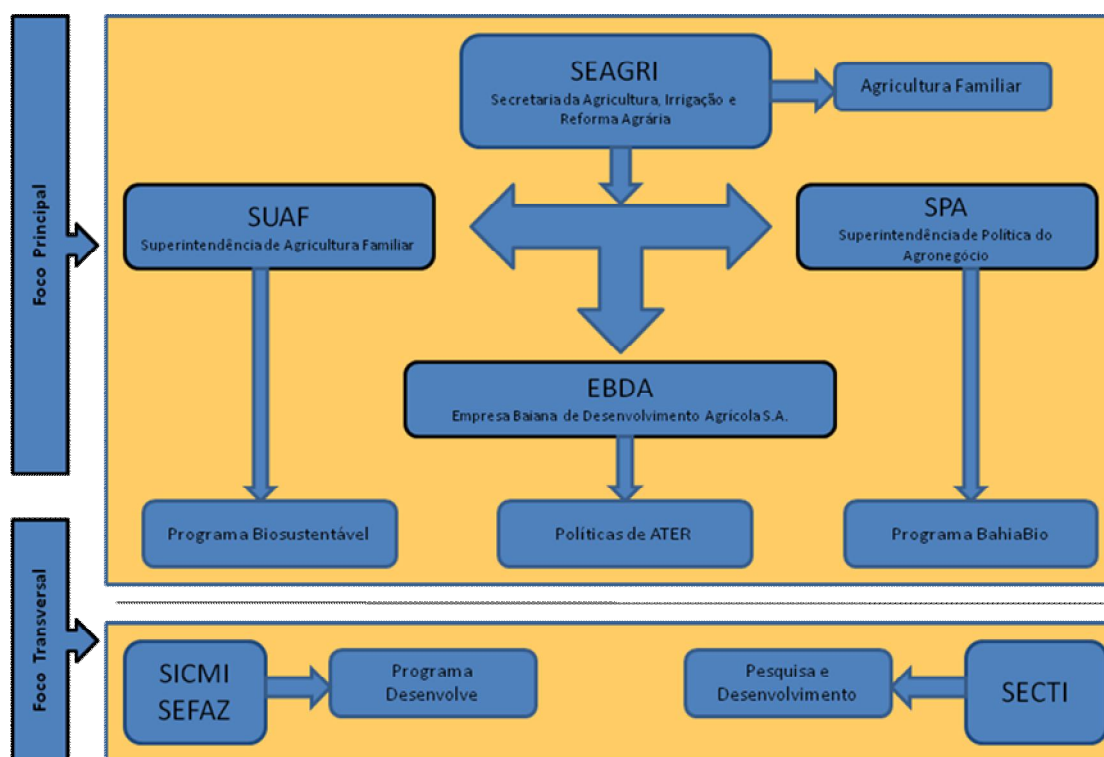 Foco Principal
SEAGRI
Secretaria da Agricultura, Irrigação e
Reforma Agrária
Agricultura Familiar
SUAF
Superintendência de Agricultura Familiar
SPA
Superintendência de Política do
Agronegócio
EBDA
Empresa Baiana de Desenvolvimento Agrícola S.A.
Programa Biosustentável
Políticas de ATER
Programa BahiaBio
Foco Transversal
SICMI
SEFAZ
Programa
Desenvolve
Pesquisa e
Desenvolvimento
SECTI